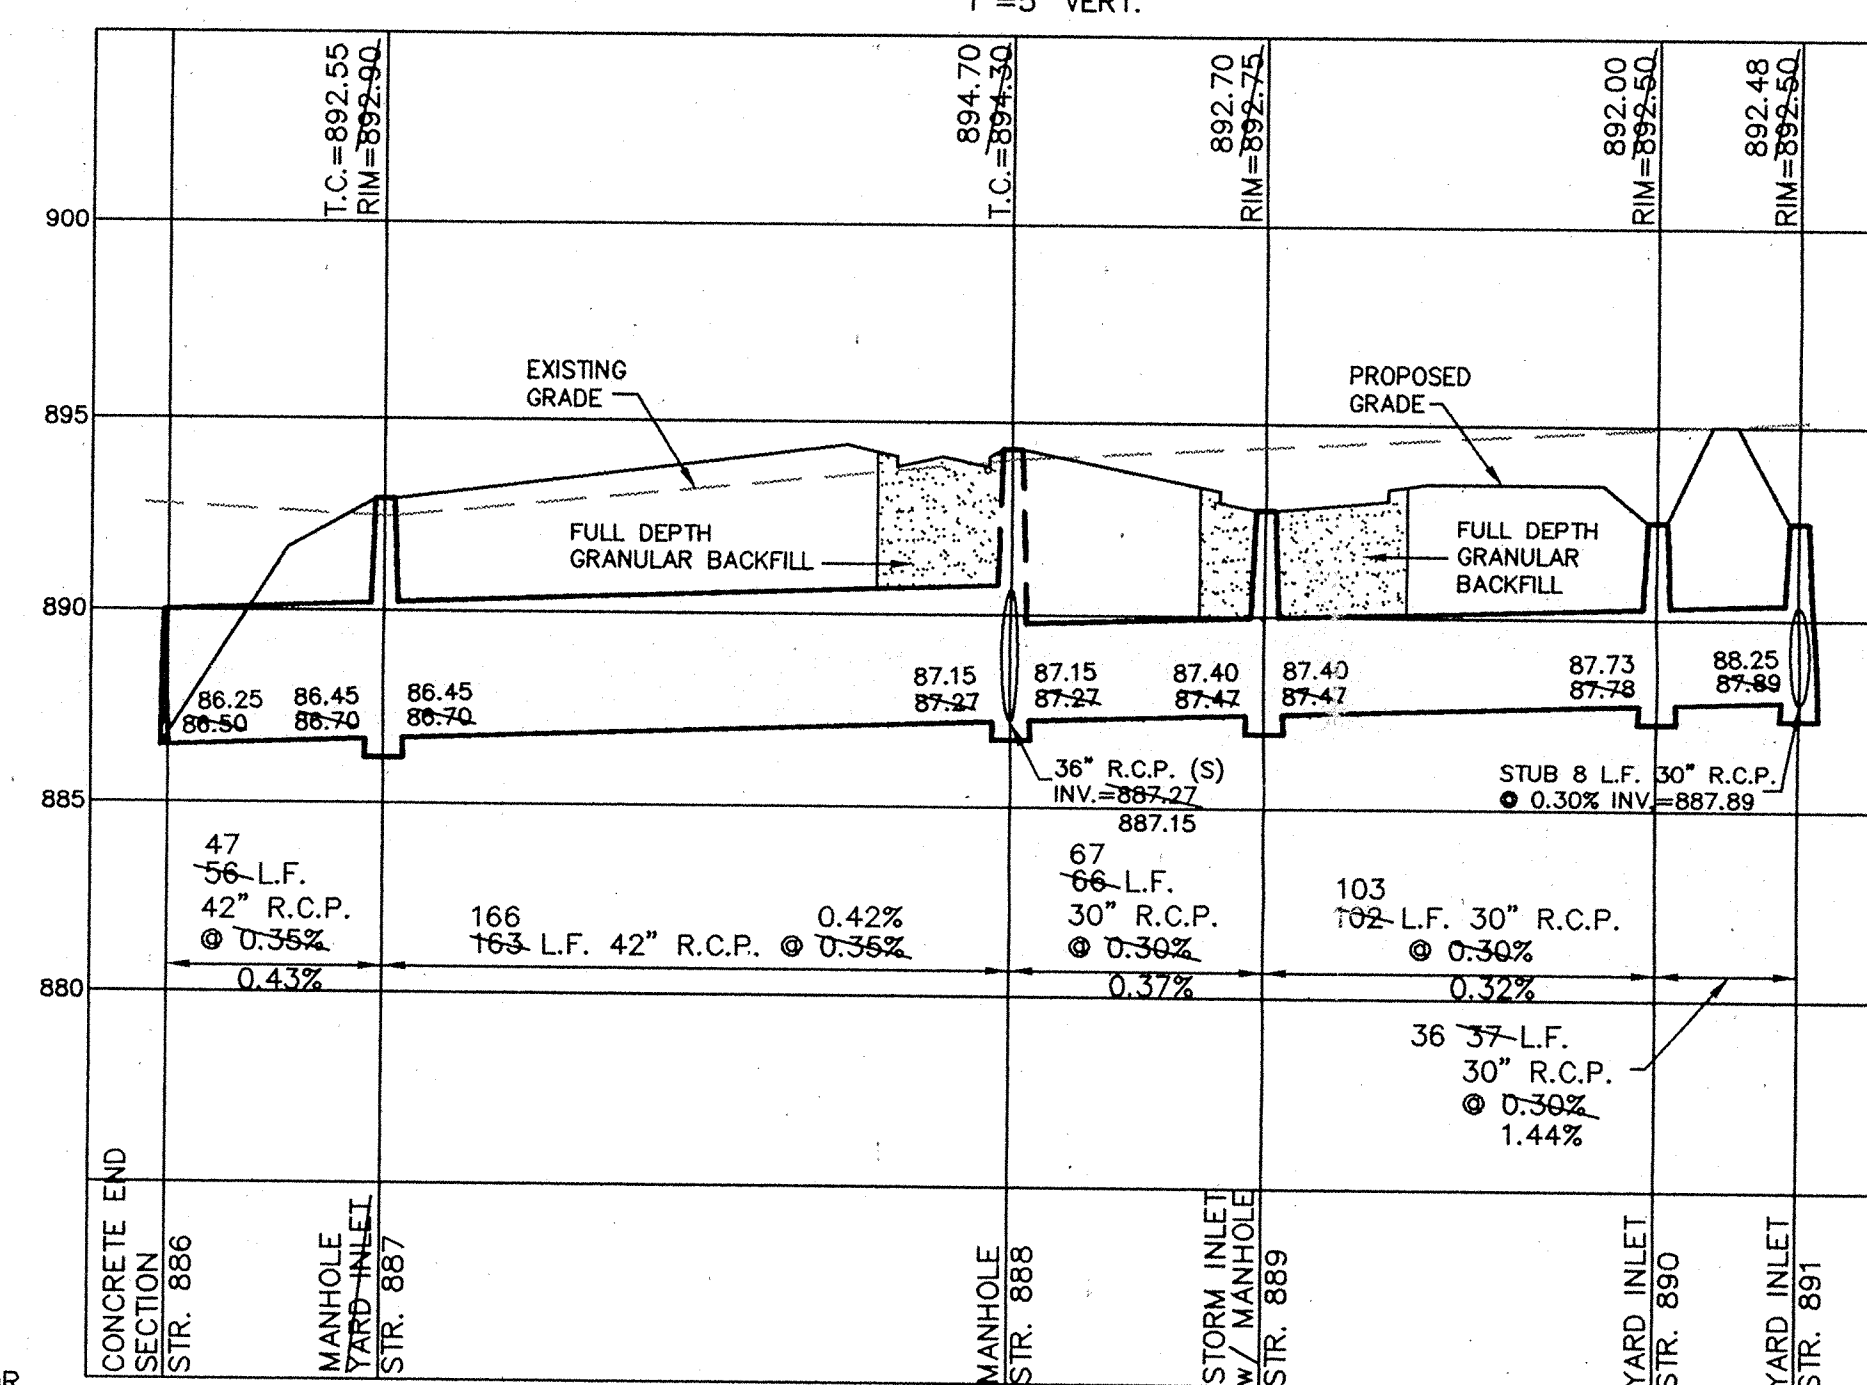 1"=5' VERT.
T.C.=892.55
RIM=892.90
894.70
T.C.=894.30
892.70
RIM=892.75
892.00
RIM=892.50
892.48
RIM=892.50
900
895
890
885
880
EXISTING
GRADE
PROPOSED
GRADE
FULL DEPTH
GRANULAR BACKFILL
FULL DEPTH
GRANULAR
BACKFILL
86.25
86.50
86.45
86.70
86.45
86.70
87.15
87.27
87.15
87.27
87.40
87.47
87.40
87.47
87.73
87.78
88.25
87.89
36" R.C.P. (S)
INV.=887.27
887.15
STUB 8 L.F. 30" R.C.P.
@ 0.30% INV.=887.89
47
56 L.F.
42" R.C.P.
@ 0.35%
0.43%
166
163 L.F. 42" R.C.P. @ 0.35%
0.42%
67
66 L.F.
30" R.C.P.
@ 0.30%
0.37%
103
102 L.F. 30" R.C.P.
@ 0.30%
0.32%
36 37 L.F.
30" R.C.P.
@ 0.30%
1.44%
CONCRETE END
SECTION
STR. 886
MANHOLE
YARD INLET
STR. 887
MANHOLE
STR. 888
STORM INLET
W/ MANHOLE
STR. 889
YARD INLET
STR. 890
YARD INLET
STR. 891